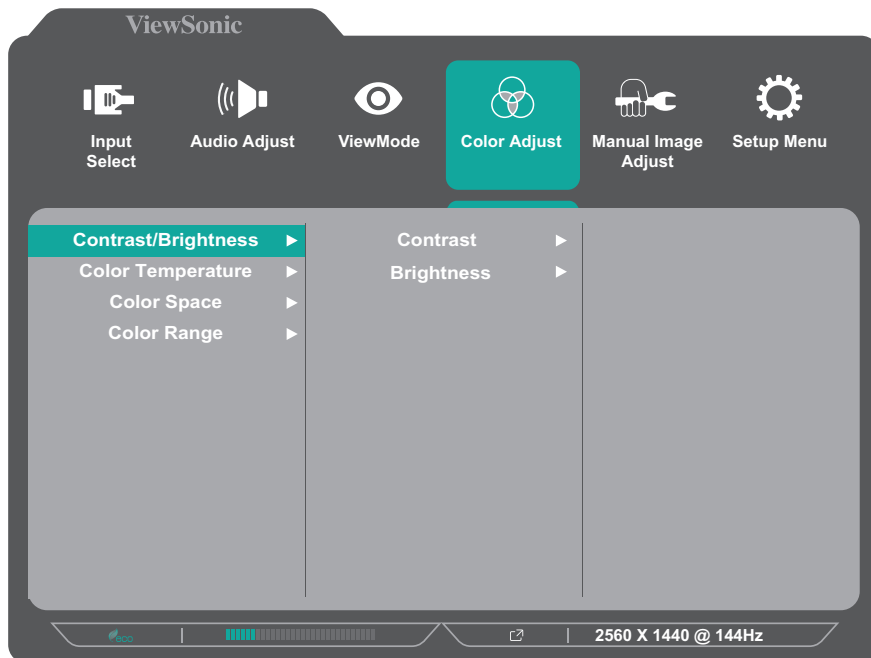 ViewSonic
Input
Select
Audio Adjust
ViewMode
Color Adjust
Manual Image
Adjust
Setup Menu
Contrast/Brightness
Color Temperature
Color Space
Color Range
Contrast
Brightness
eco
2560 X 1440 @ 144Hz